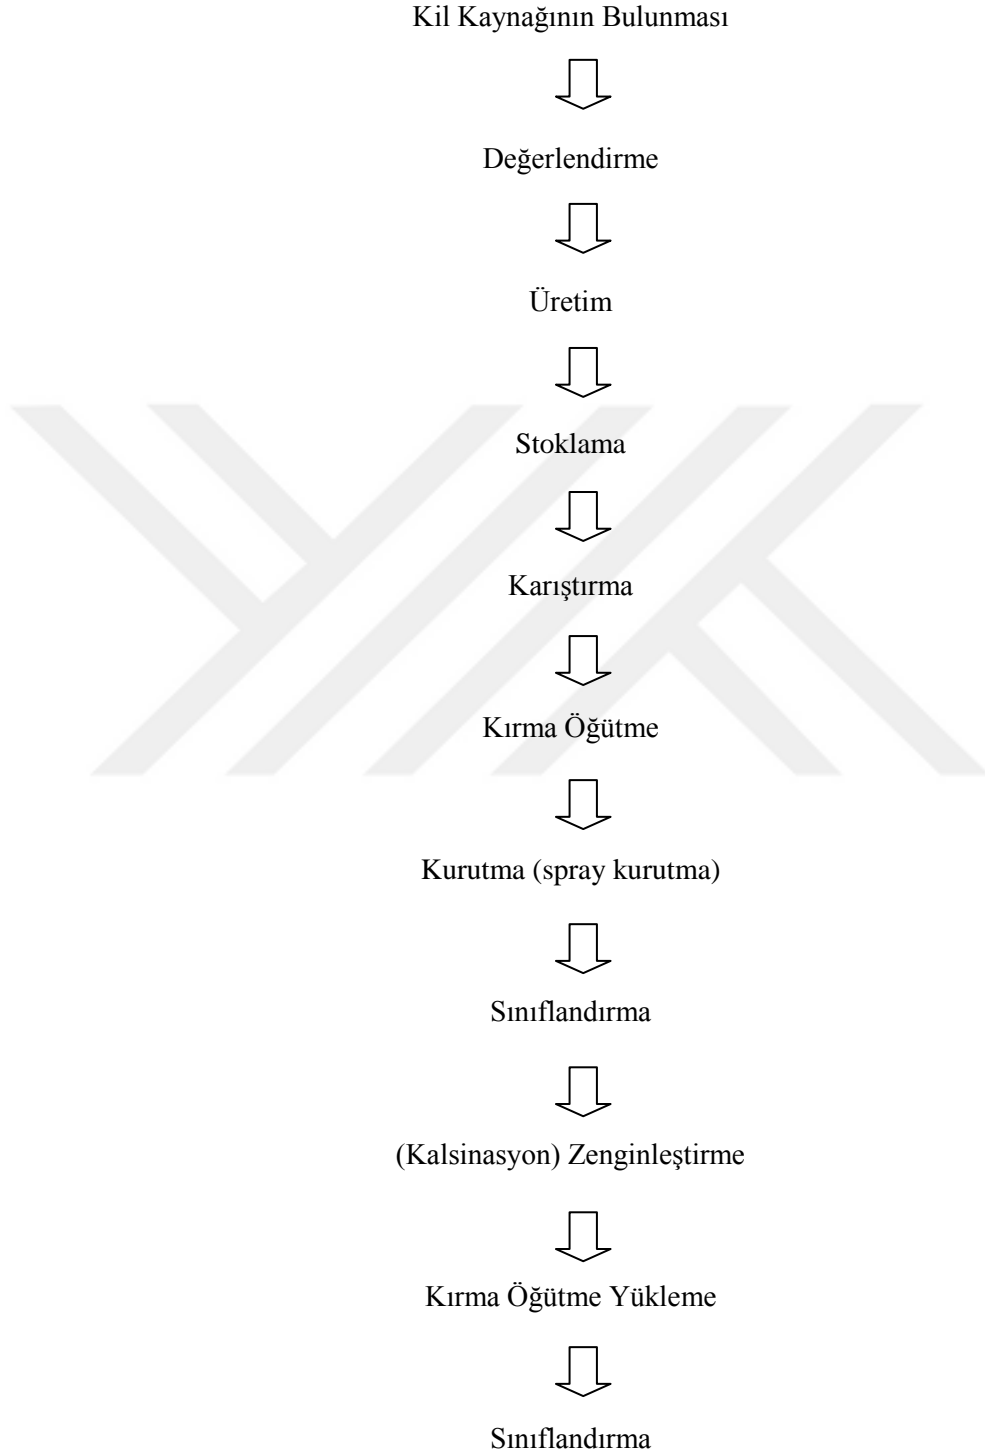 Kil Kaynağının Bulunması
Değerlendirme
Üretim
Stoklama
Karıştırma
Kırma Öğütme
Kurutma (spray kurutma)
Sınıflandırma
(Kalsinasyon) Zenginleştirme
Kırma Öğütme Yükleme
Sınıflandırma